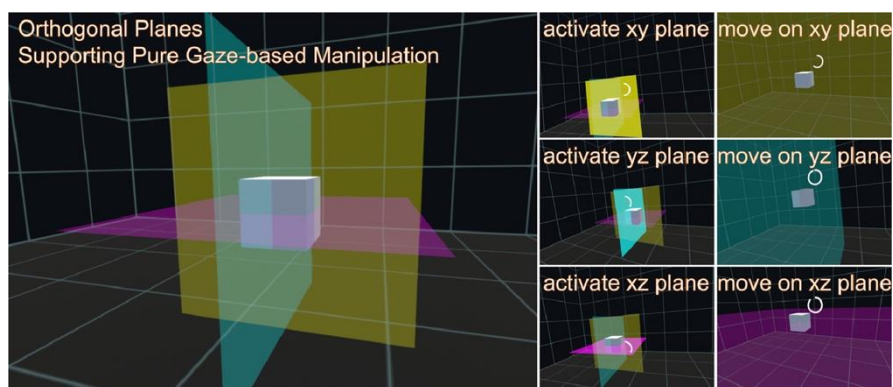 Orthogonal Planes
Supporting Pure Gaze-based Manipulation
activate xy plane
move on xy plane
activate yz plane
move on yz plane
activate xz plane
move on xz plane